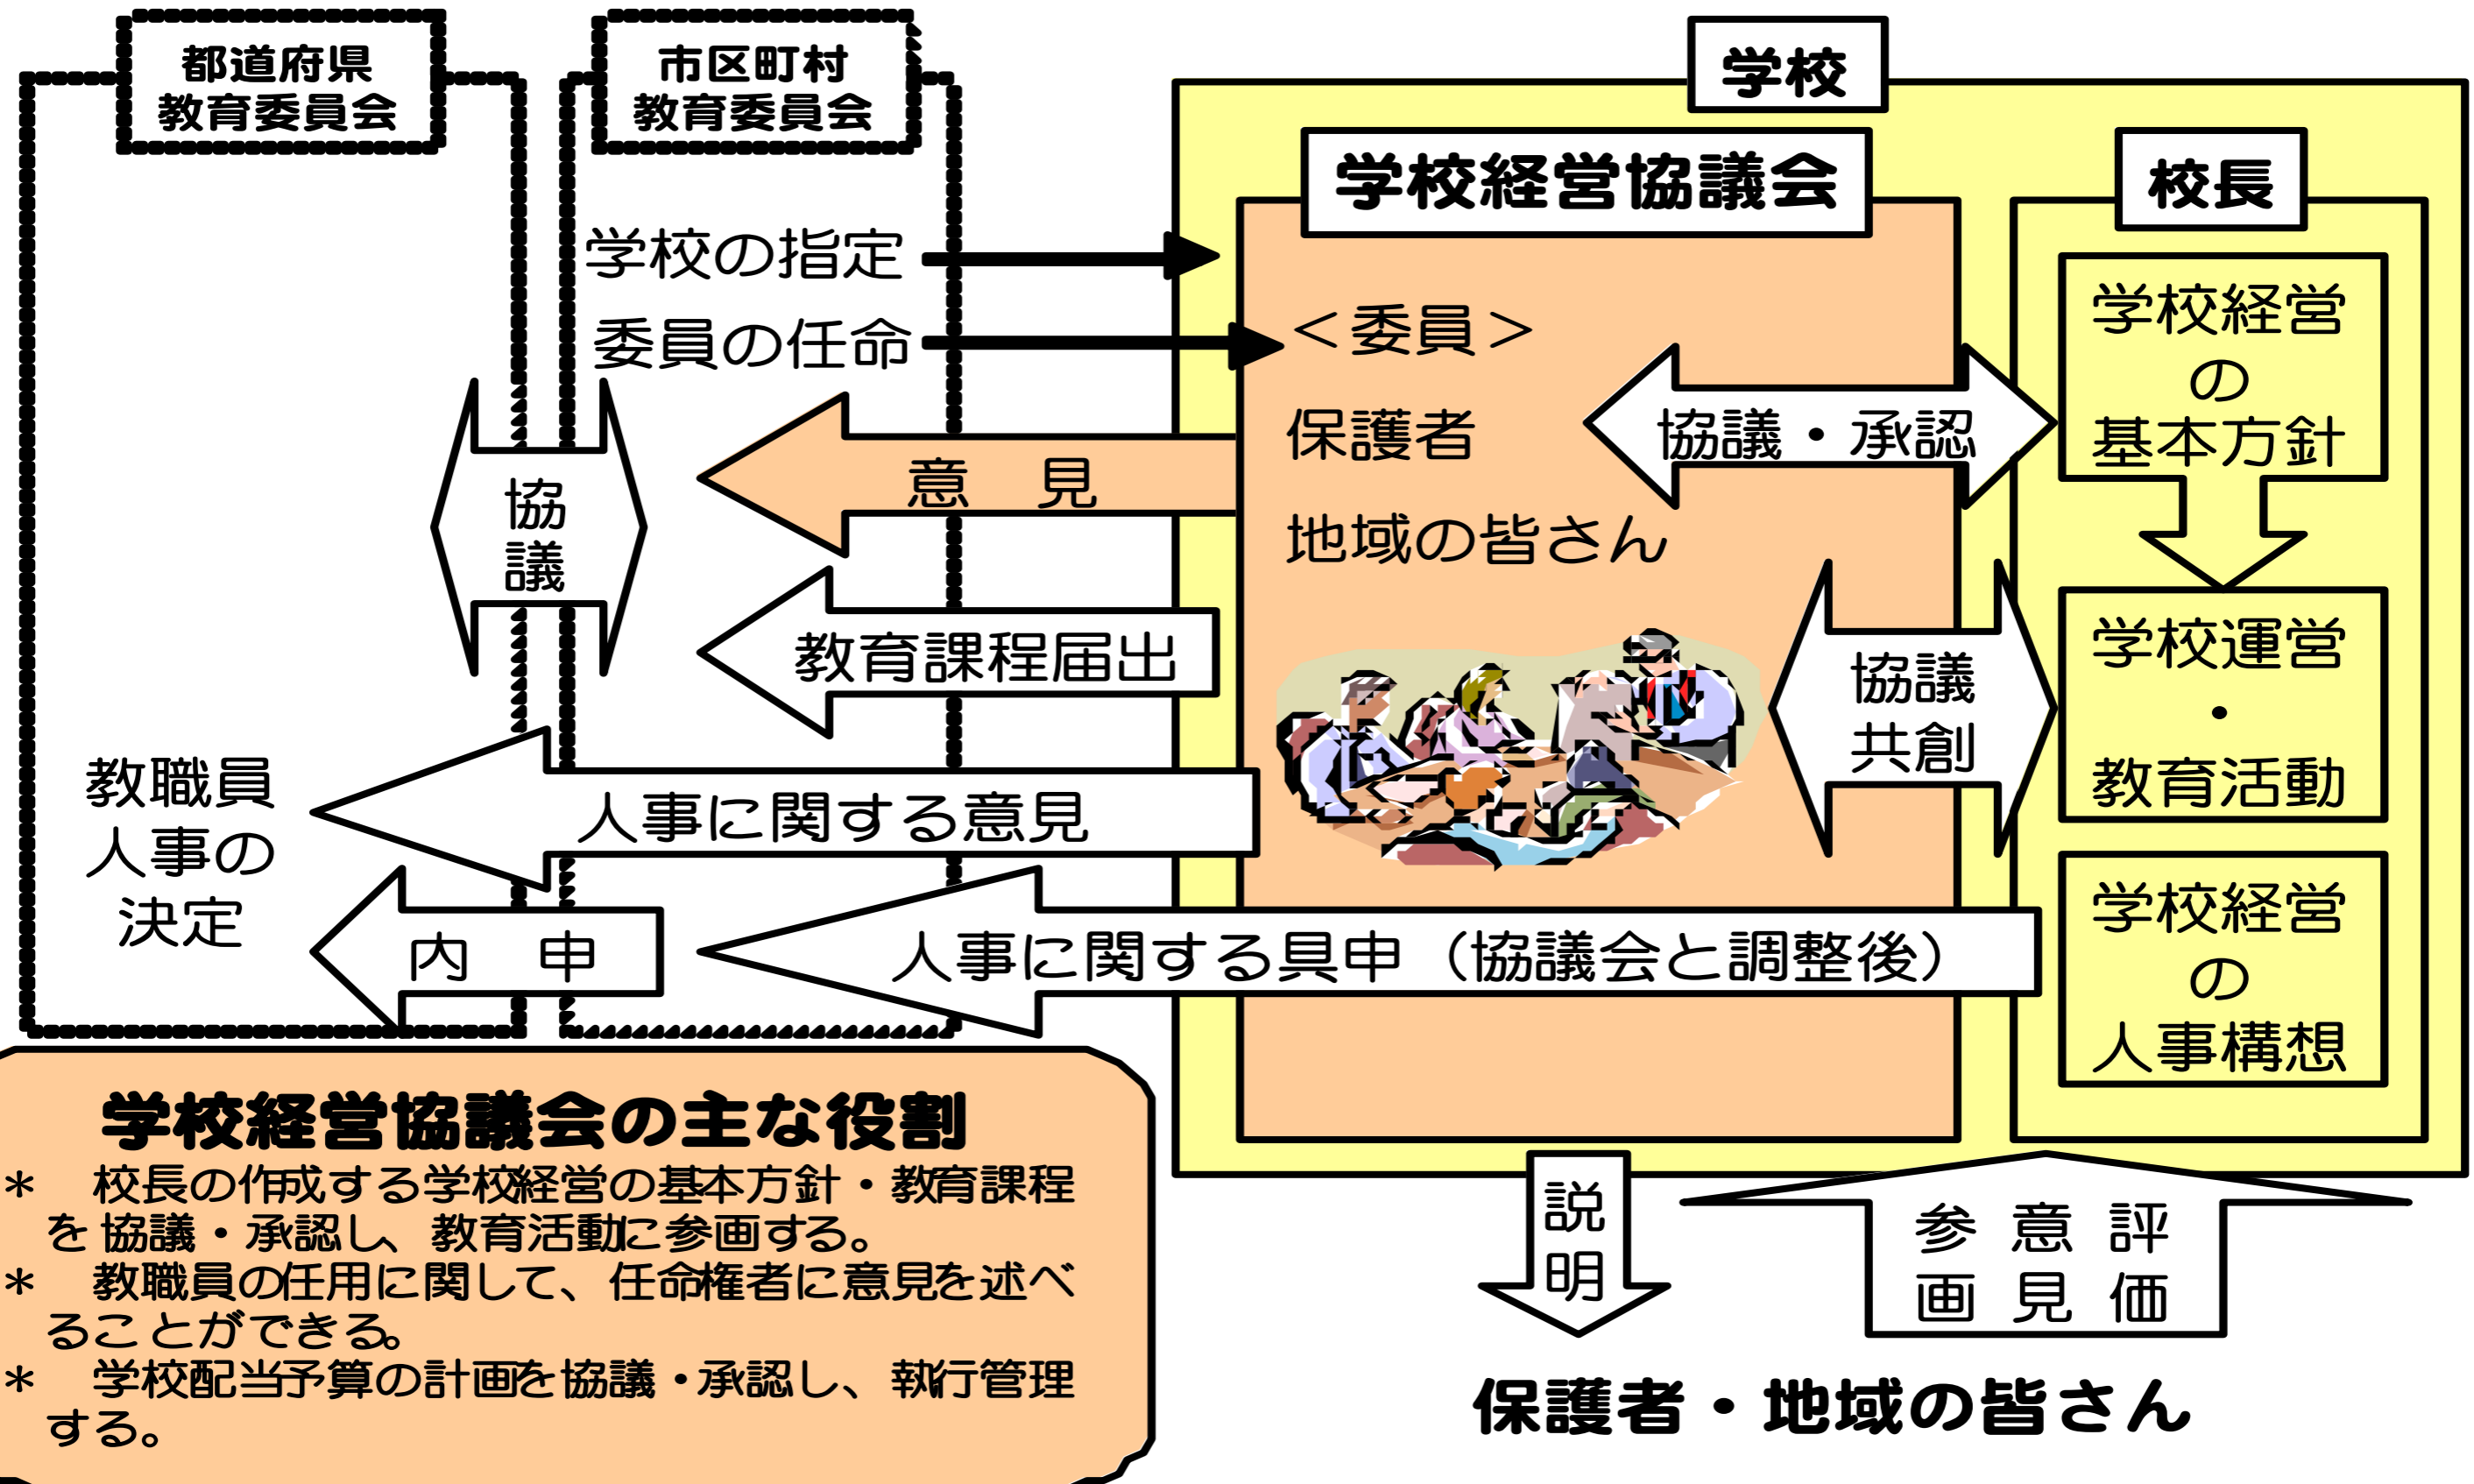 都道府県
教育委員会
市区町村
教育委員会
学校
学校経営協議会
校長
学校の指定
委員の任命
<委員>
保護者
地域の皆さん
協議・承認
学校経営
の
基本方針
意 見
協
議
教育課程届出
協議
共創
学校運営
・
教育活動
教職員
人事の
決定
人事に関する意見
内 申
人事に関する具申(協議会と調整後)
学校経営
の
人事構想
学校経営協議会の主な役割
* 校長の作成する学校経営の基本方針・教育課程
を協議・承認し、教育活動に参画する。
* 教職員の任用に関して、任命権者に意見を述べ
ることができる。
* 学校配当予算の計画を協議・承認し、執行管理
する。
説
明
参 意 評
画 見 価
保護者・地域の皆さん